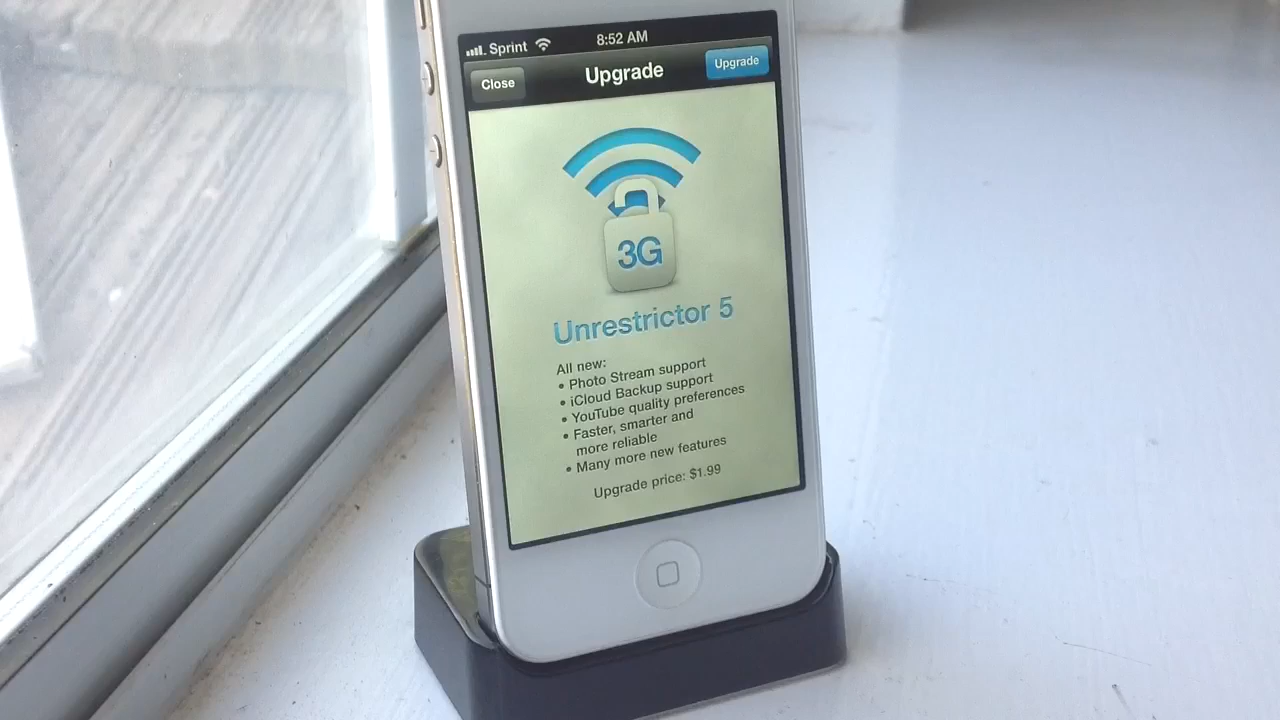 Sprint 8:52 AM
Close Upgrade Upgrade
3G
Unrestrictor 5
All new:
• Photo Stream support
• iCloud Backup support
• YouTube quality preferences
• Faster, smarter and
more reliable
• Many more new features
Upgrade price: $1.99